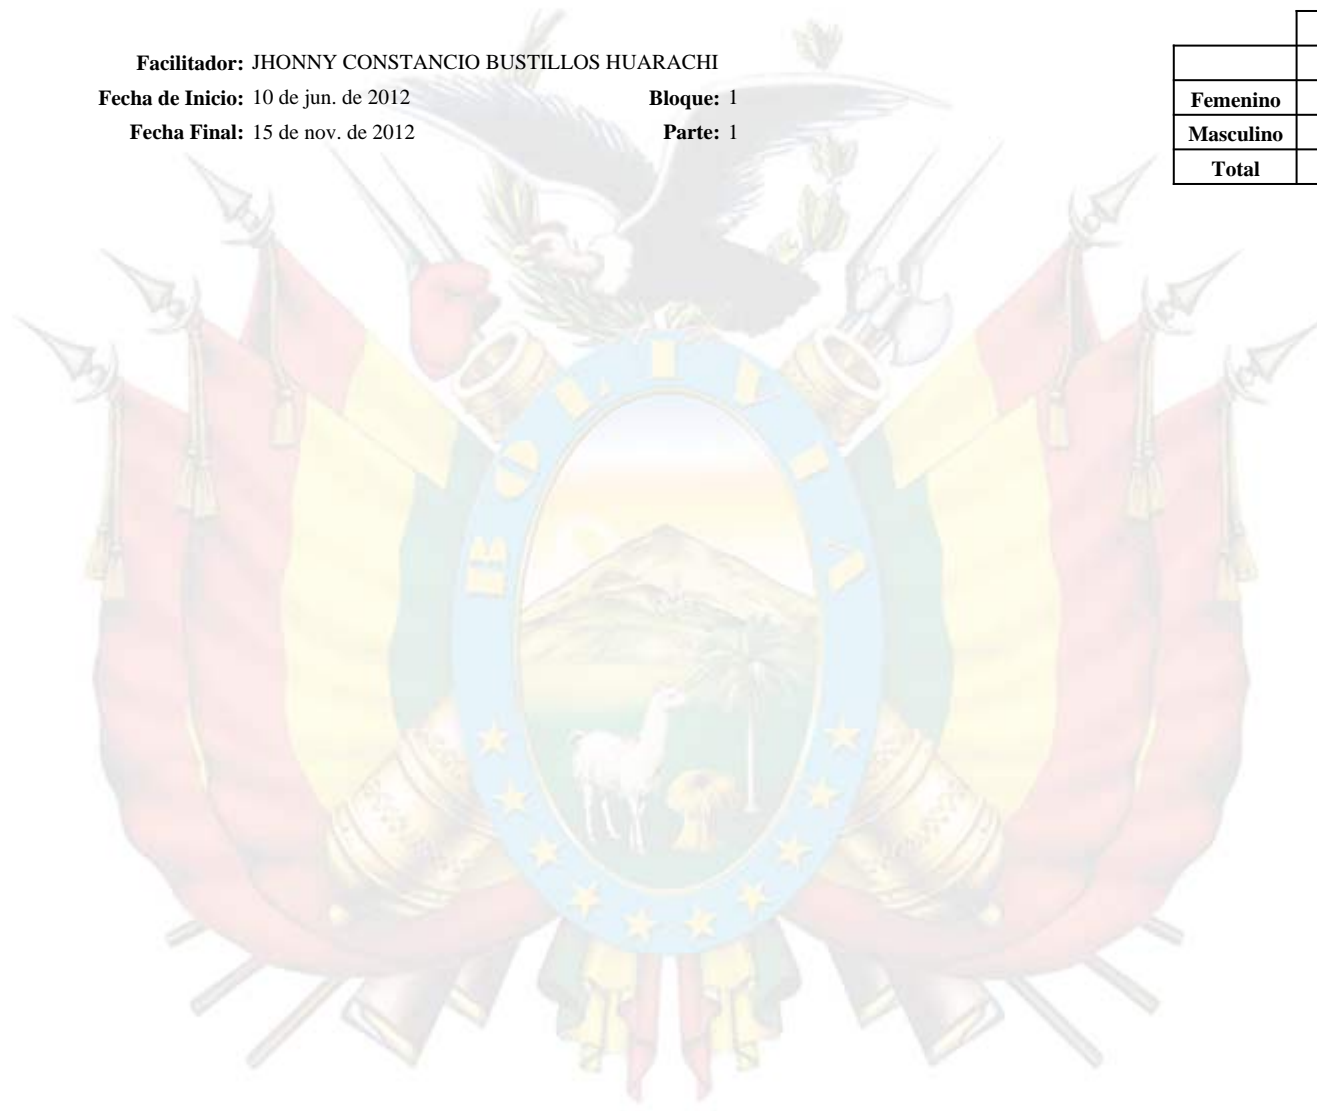 Facilitador: JHONNY CONSTANCIO BUSTILLOS HUARACHI
Fecha de Inicio: 10 de jun. de 2012 Bloque: 1
Fecha Final: 15 de nov. de 2012 Parte: 1
Femenino
Masculino
Total
BOLIVIA